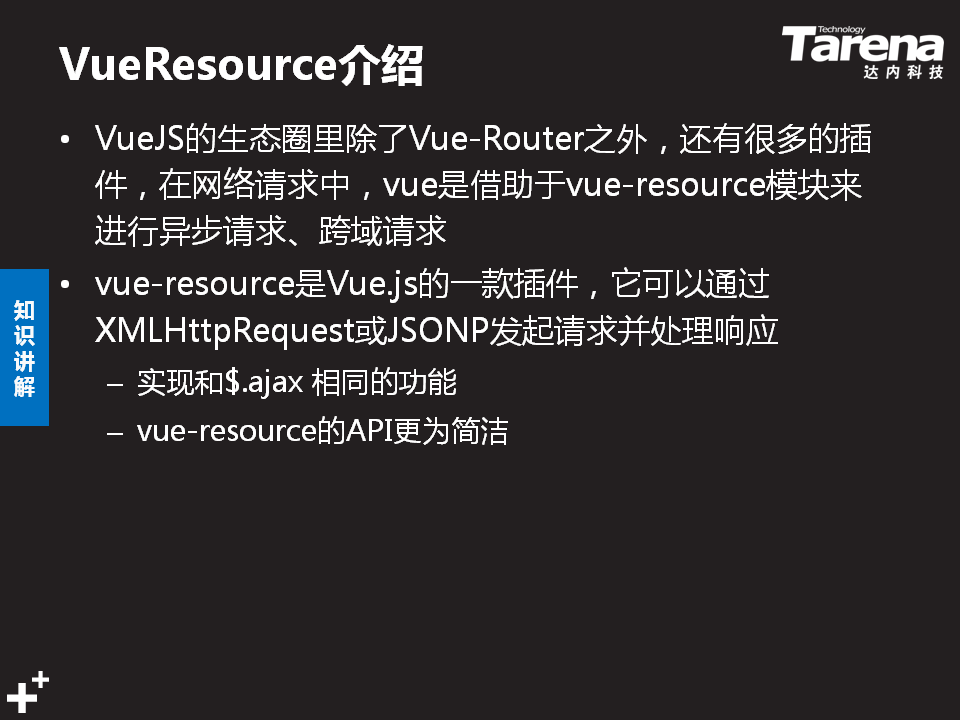 VueResource介绍
Technology
Tarena
达内科技
• VueJS的生态圈里除了Vue-Router之外，还有很多的插
件，在网络请求中，vue是借助于vue-resource模块来
进行异步请求、跨域请求
• vue-resource是Vue.js的一款插件，它可以通过
XMLHttpRequest或JSONP发起请求并处理响应
– 实现和$.ajax 相同的功能
– vue-resource的API更为简洁
知
识
讲
解